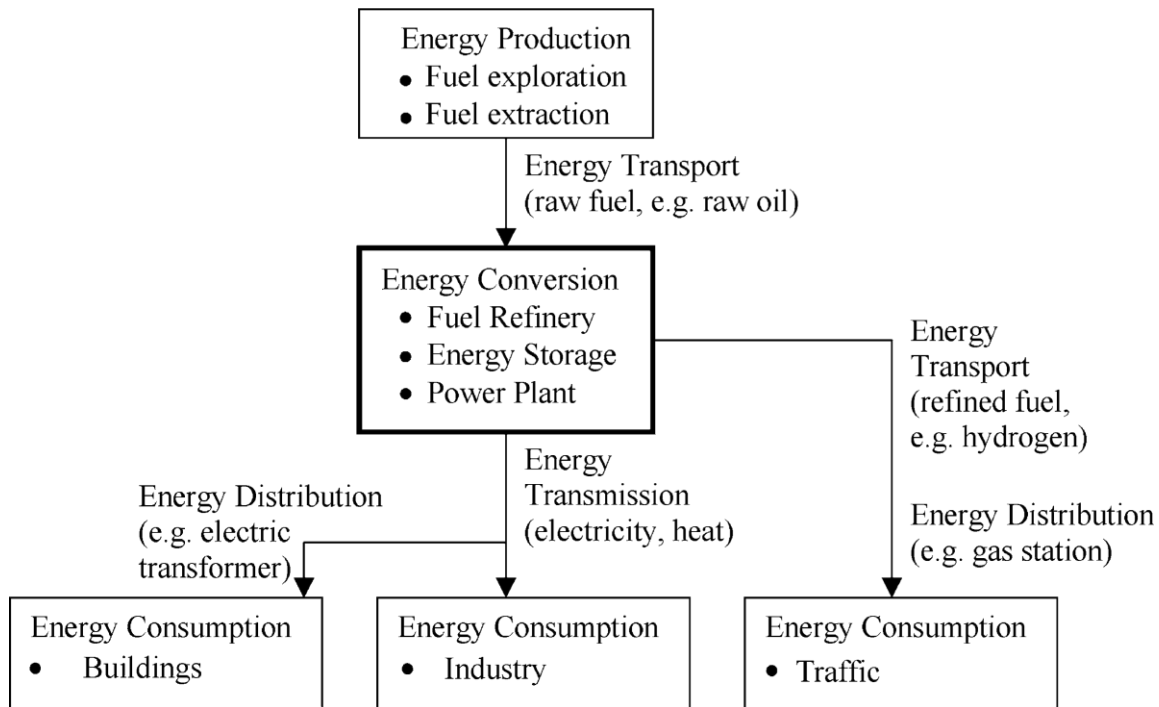 Energy Production
• Fuel exploration
• Fuel extraction
Energy Transport
(raw fuel, e.g. raw oil)
Energy Conversion
• Fuel Refinery
• Energy Storage
• Power Plant
Energy
Transport
(refined fuel,
e.g. hydrogen)
Energy
Transmission
(electricity, heat)
Energy Distribution
(e.g. electric
transformer)
Energy Distribution
(e.g. gas station)
Energy Consumption
• Buildings
Energy Consumption
• Industry
Energy Consumption
• Traffic